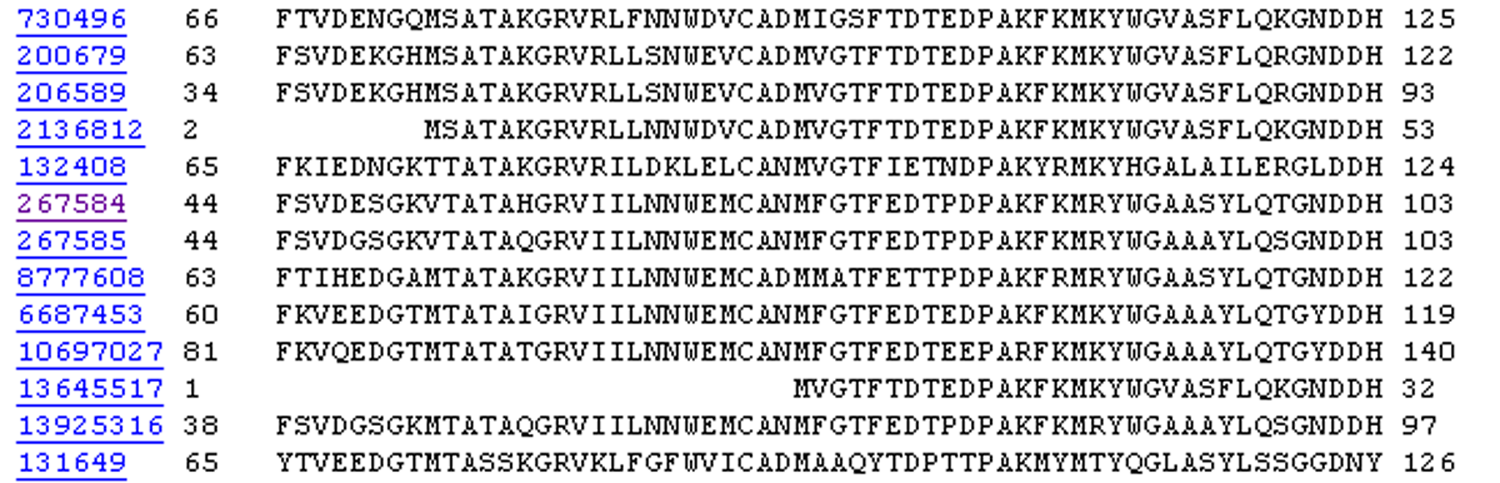 730496 66 FTVDENGQMSATAKGRVRLFNNWDVCADMIGSFTDTEDPAKFKMKYWGVASFLQKGNDDH 125
200679 63 FSVDEKGHMSATAKGRVRLLSNWEVCADMVGTFTDTEDPAKFKMKYWGVASFLQRGNDDH 122
206589 34 FSVDEKGHMSATAKGRVRLLSNWEVCADMVGTFTDTEDPAKFKMKYWGVASFLQRGNDDH 93
2136812 2 MSATAKGRVRLLNNWDVCADMVGTFTDTEDPAKFKMKYWGVASFLQKGNDDH 53
132408 65 FKIEDNGKTTATAKGRVRILDKLELCANMVGTFIETNDPAKYRMKYHGALAILERGLDDH 124
267584 44 FSVDESGKVTATAHGRVIILNNWEMCANMFGTFEDTPDPAKFKMRYWGAASYLQTGNDDH 103
267585 44 FSVDGSGKVTATAQGRVIILNNWEMCANMFGTFEDTPDPAKFKMRYWGAAAYLQSGNDDH 103
8777608 63 FTIHEDGAMTATAKGRVIILNNWEMCADMMATFETTPDPAKFRMRYWGAASYLQTGNDDH 122
6687453 60 FKVEEDGTMTATAIGRVIILNNWEMCANMFGTFEDTEDPAKFKMKYWGAAAYLQTGYDDH 119
10697027 81 FKVQEDGTMTATATGRVIILNNWEMCANMFGTFEDTEEPARFKMKYWGAAAYLQTGYDDH 140
13645517 1 MVGTFTDTEDPAKFKMKYWGVASFLQKGNDDH 32
13925316 38 FSVDGSGKMTATAQGRVIILNNWEMCANMFGTFEDTPDPAKFKMRYWGAAAYLQSGNDDH 97
131649 65 YTVEEDGTMTASSKGRVKLFGFWVICADMAAQYTDPTTPAKMYMTYQGLASYLSSGGDNY 126